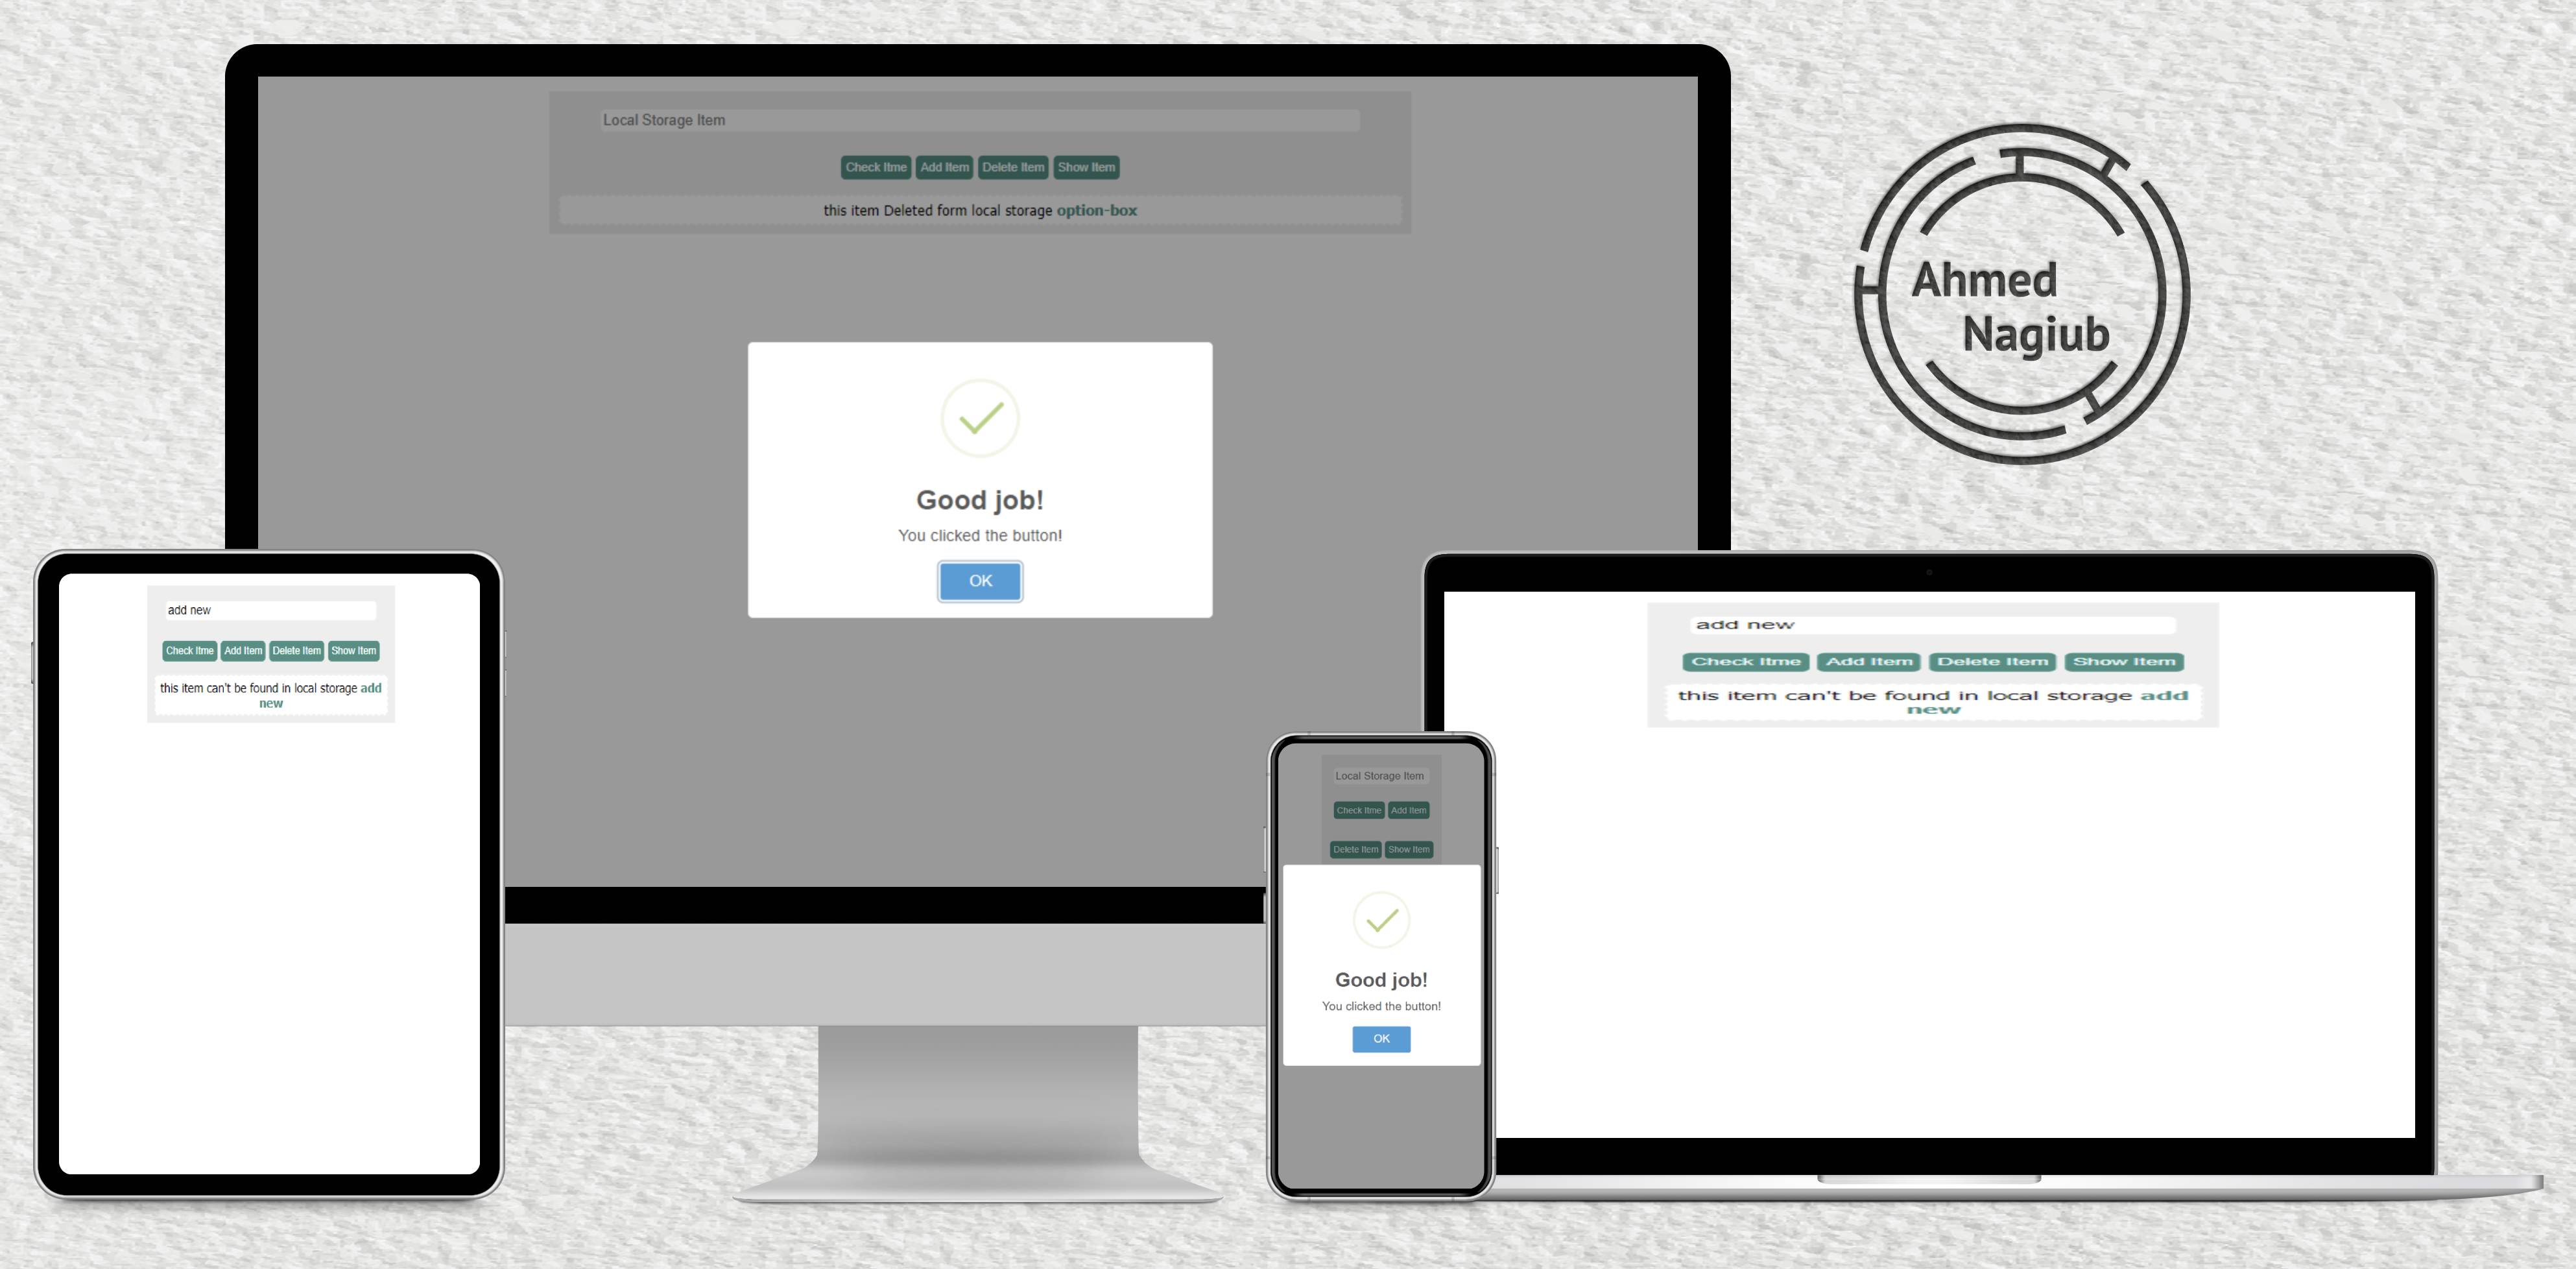 Local Storage Item
Check Itme Add Item Delete Item Show Item
this item Deleted form local storage option-box
Good job!
You clicked the button!
OK
Ahmed
Nagiub
add new
Check Itme Add Item Delete Item Show Item
this item can't be found in local storage add
new
Local Storage Item
Check Itme Add Item
Delete Item Show Item
Good job!
You clicked the button!
OK
add new
Check Itme Add Item Delete Item Show Item
this item can't be found in local storage add
new